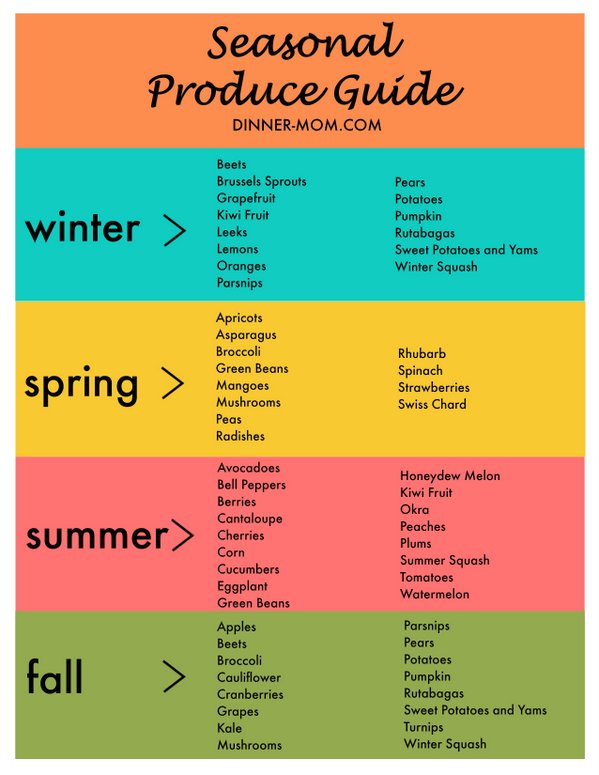 Seasonal
Produce Guide
DINNER-MOM.COM
winter >
Beets
Brussels Sprouts
Grapefruit
Kiwi Fruit
Leeks
Lemons
Oranges
Parsnips
Pears
Potatoes
Pumpkin
Rutabagas
Sweet Potatoes and Yams
Winter Squash
spring >
Apricots
Asparagus
Broccoli
Green Beans
Mangoes
Mushrooms
Peas
Radishes
Rhubarb
Spinach
Strawberries
Swiss Chard
summer >
Avocadoes
Bell Peppers
Berries
Cantaloupe
Cherries
Corn
Cucumbers
Eggplant
Green Beans
Honeydew Melon
Kiwi Fruit
Okra
Peaches
Plums
Summer Squash
Tomatoes
Watermelon
fall >
Apples
Beets
Broccoli
Cauliflower
Cranberries
Grapes
Kale
Mushrooms
Parsnips
Pears
Potatoes
Pumpkin
Rutabagas
Sweet Potatoes and Yams
Turnips
Winter Squash